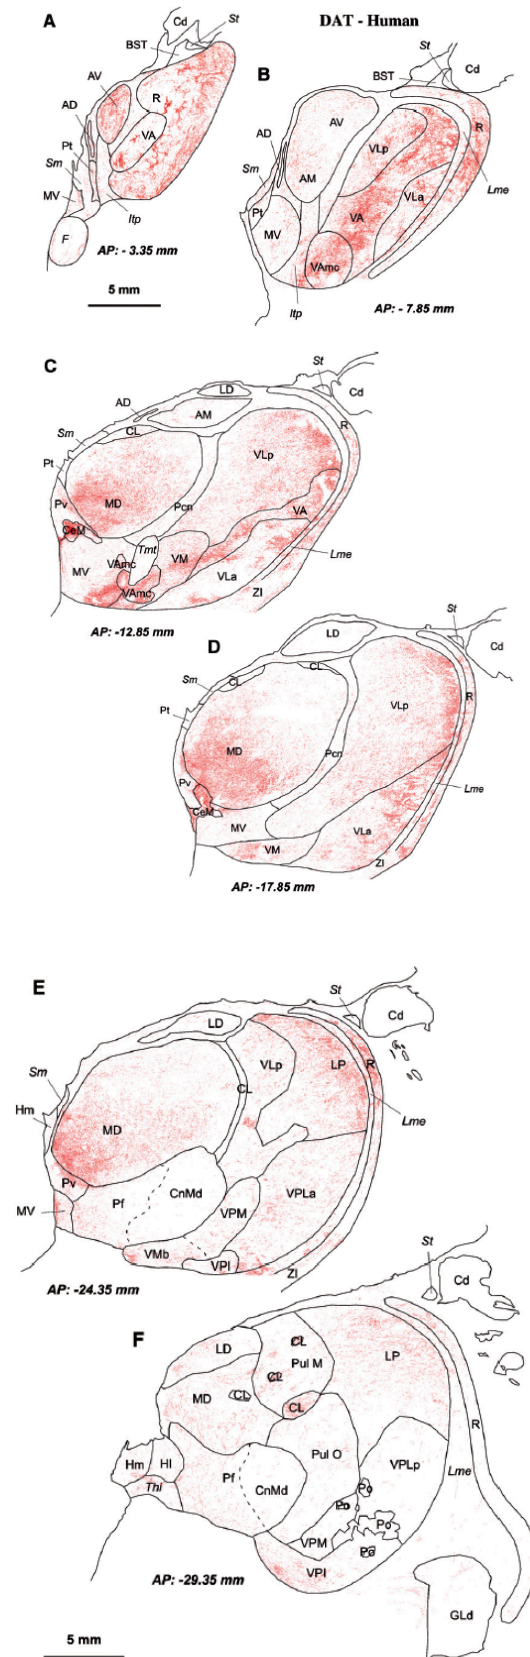 DAT - Human
A
Cd
St
BST
AV
R
AD
VA
Pt
Sm
MV
Itp
F
AP: - 3.35 mm
5 mm
B
St
BST
Cd
AV
R
AD
VLp
Sm
AM
Lme
VLa
Pt
VA
MV
VAmc
Itp
AP: - 7.85 mm
C
St
LD
Cd
AD
AM
Sm
CL
R
Pt
VLp
Pv
MD
Pcn
VA
CeM
Tmt
Lme
VAmc
VM
MV
VLa
VAmc
ZI
AP: -12.85 mm
D
St
LD
Cd
Sm
CL
CL
R
Pt
VLp
MD
Pcn
Pv
Lme
CeM
MV
VLa
VM
ZI
AP: -17.85 mm
E
St
LD
Cd
Sm
VLp
LP
R
CL
Hm
Lme
MD
Pv
Pf
CnMd
VPLa
MV
VPM
VMb
VPI
ZI
AP: -24.35 mm
St
Cd
F
LD
CL
Pul M
LP
MD
CL
CL
CL
R
Pul O
Hm
Hl
Pf
CnMd
VPLp
Lme
Thl
Po
Po
Po
VPM
Po
VPI
AP: -29.35 mm
GLd
5 mm